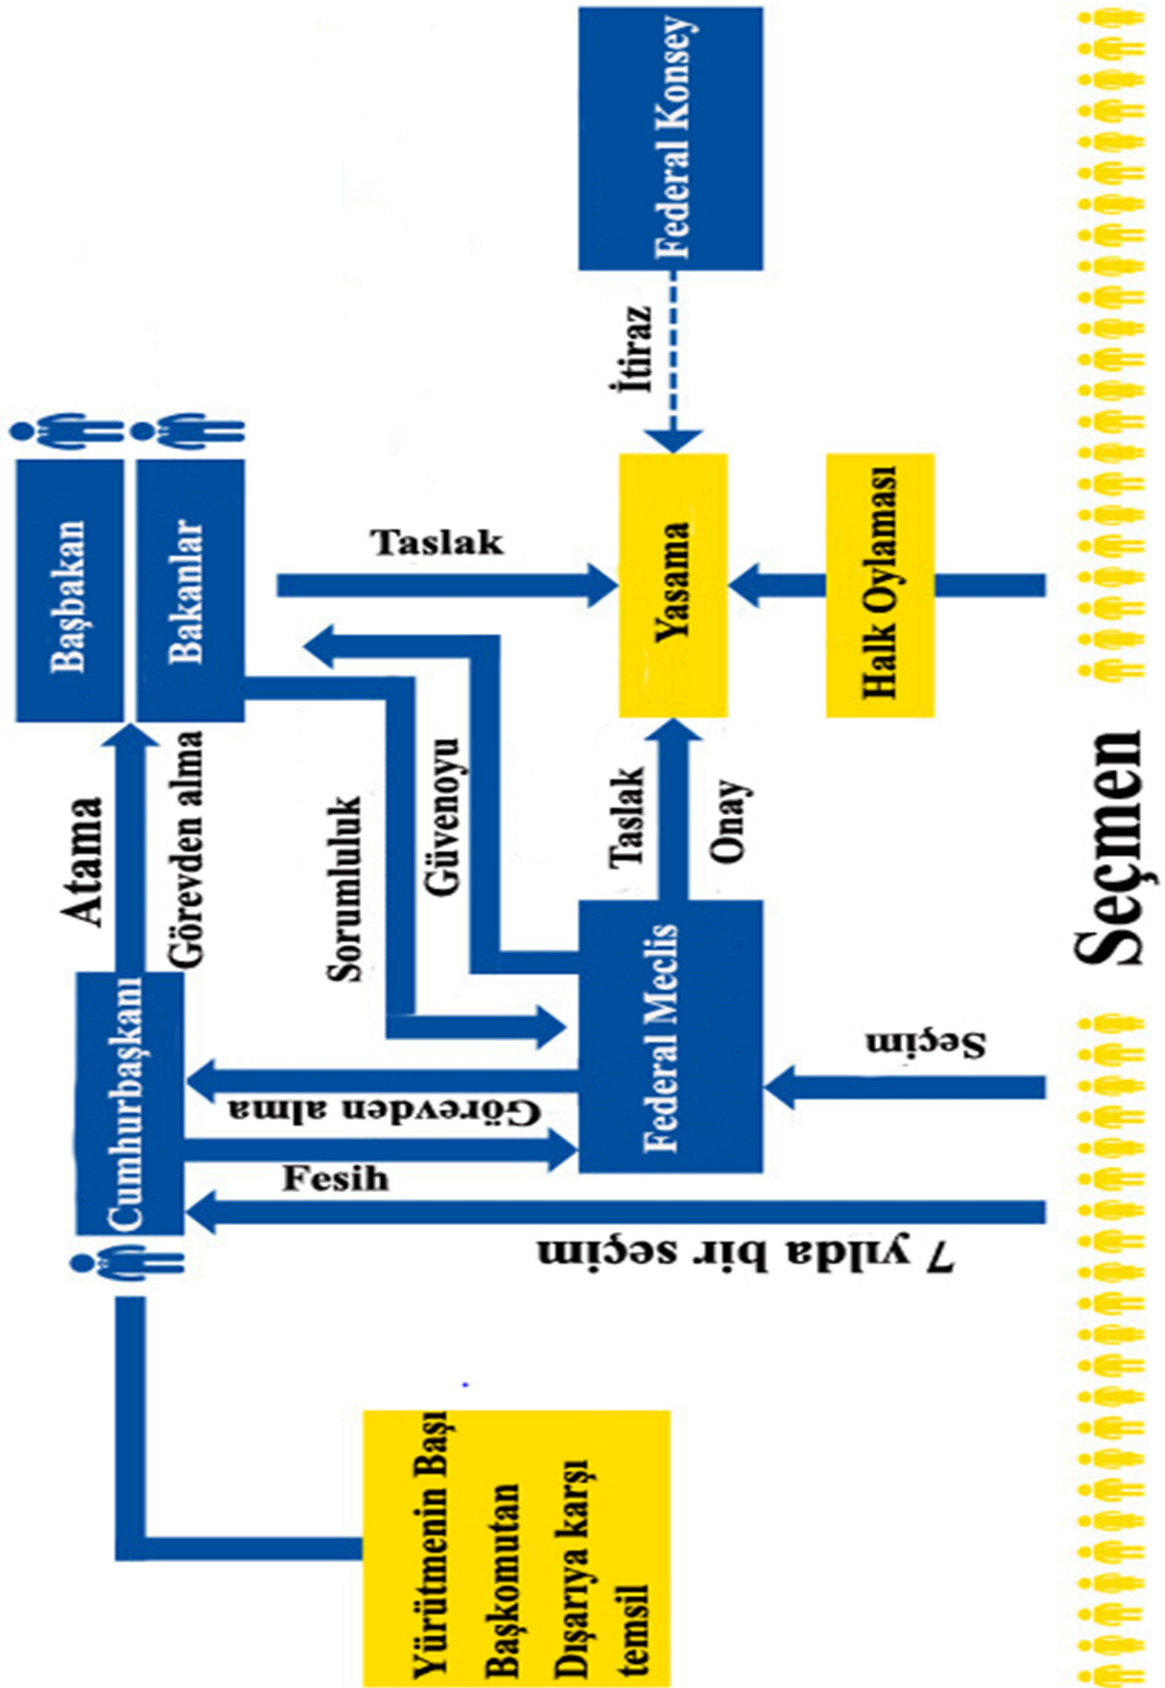 Yürütmenin Başı
Başkomutan
Dışarıya karşı
temsil
Cumhurbaşkanı
Atama
Görevden alma
Başbakan
Bakanlar
Sorumluluk
Güvenoyu
Taslak
Görevden alma
Fesih
7 yılda bir seçim
Federal Meclis
Taslak
Onay
Yasama
İtiraz
Federal Konsey
Seçim
Halk Oylaması
Seçmen